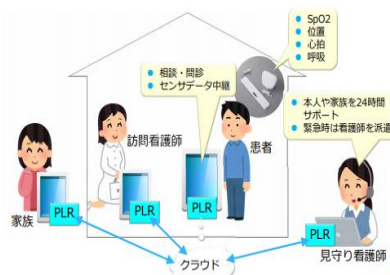 ● SpO2
● 位置
● 心拍
● 呼吸
● 相談・問診
● センサデータ中継
● 本人や家族を24時間
サポート
● 緊急時は看護師を派遣
訪問看護師
患者
家族
PLR
PLR
PLR
PLR
クラウド
見守り看護師